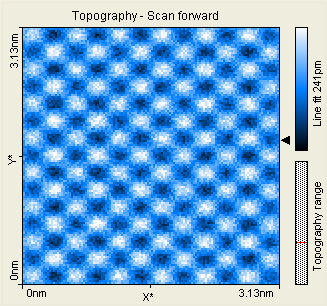 Topography - Scan forward
3.13nm
Y*
0nm
0nm
X*
3.13nm
Line fit 241pm
Topography range